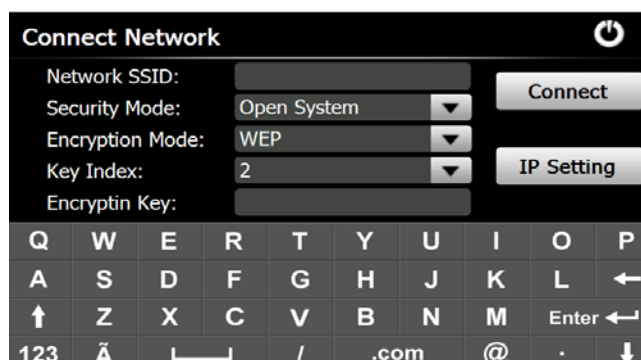 Connect Network
Network SSID:
Connect
Security Mode: Open System
Encryption Mode: WEP
Key Index: 2
IP Setting
Encryptin Key:
Q W E R T Y U I O P
A S D F G H J K L
Z X C V B N M Enter
123 Ã / .com @ .